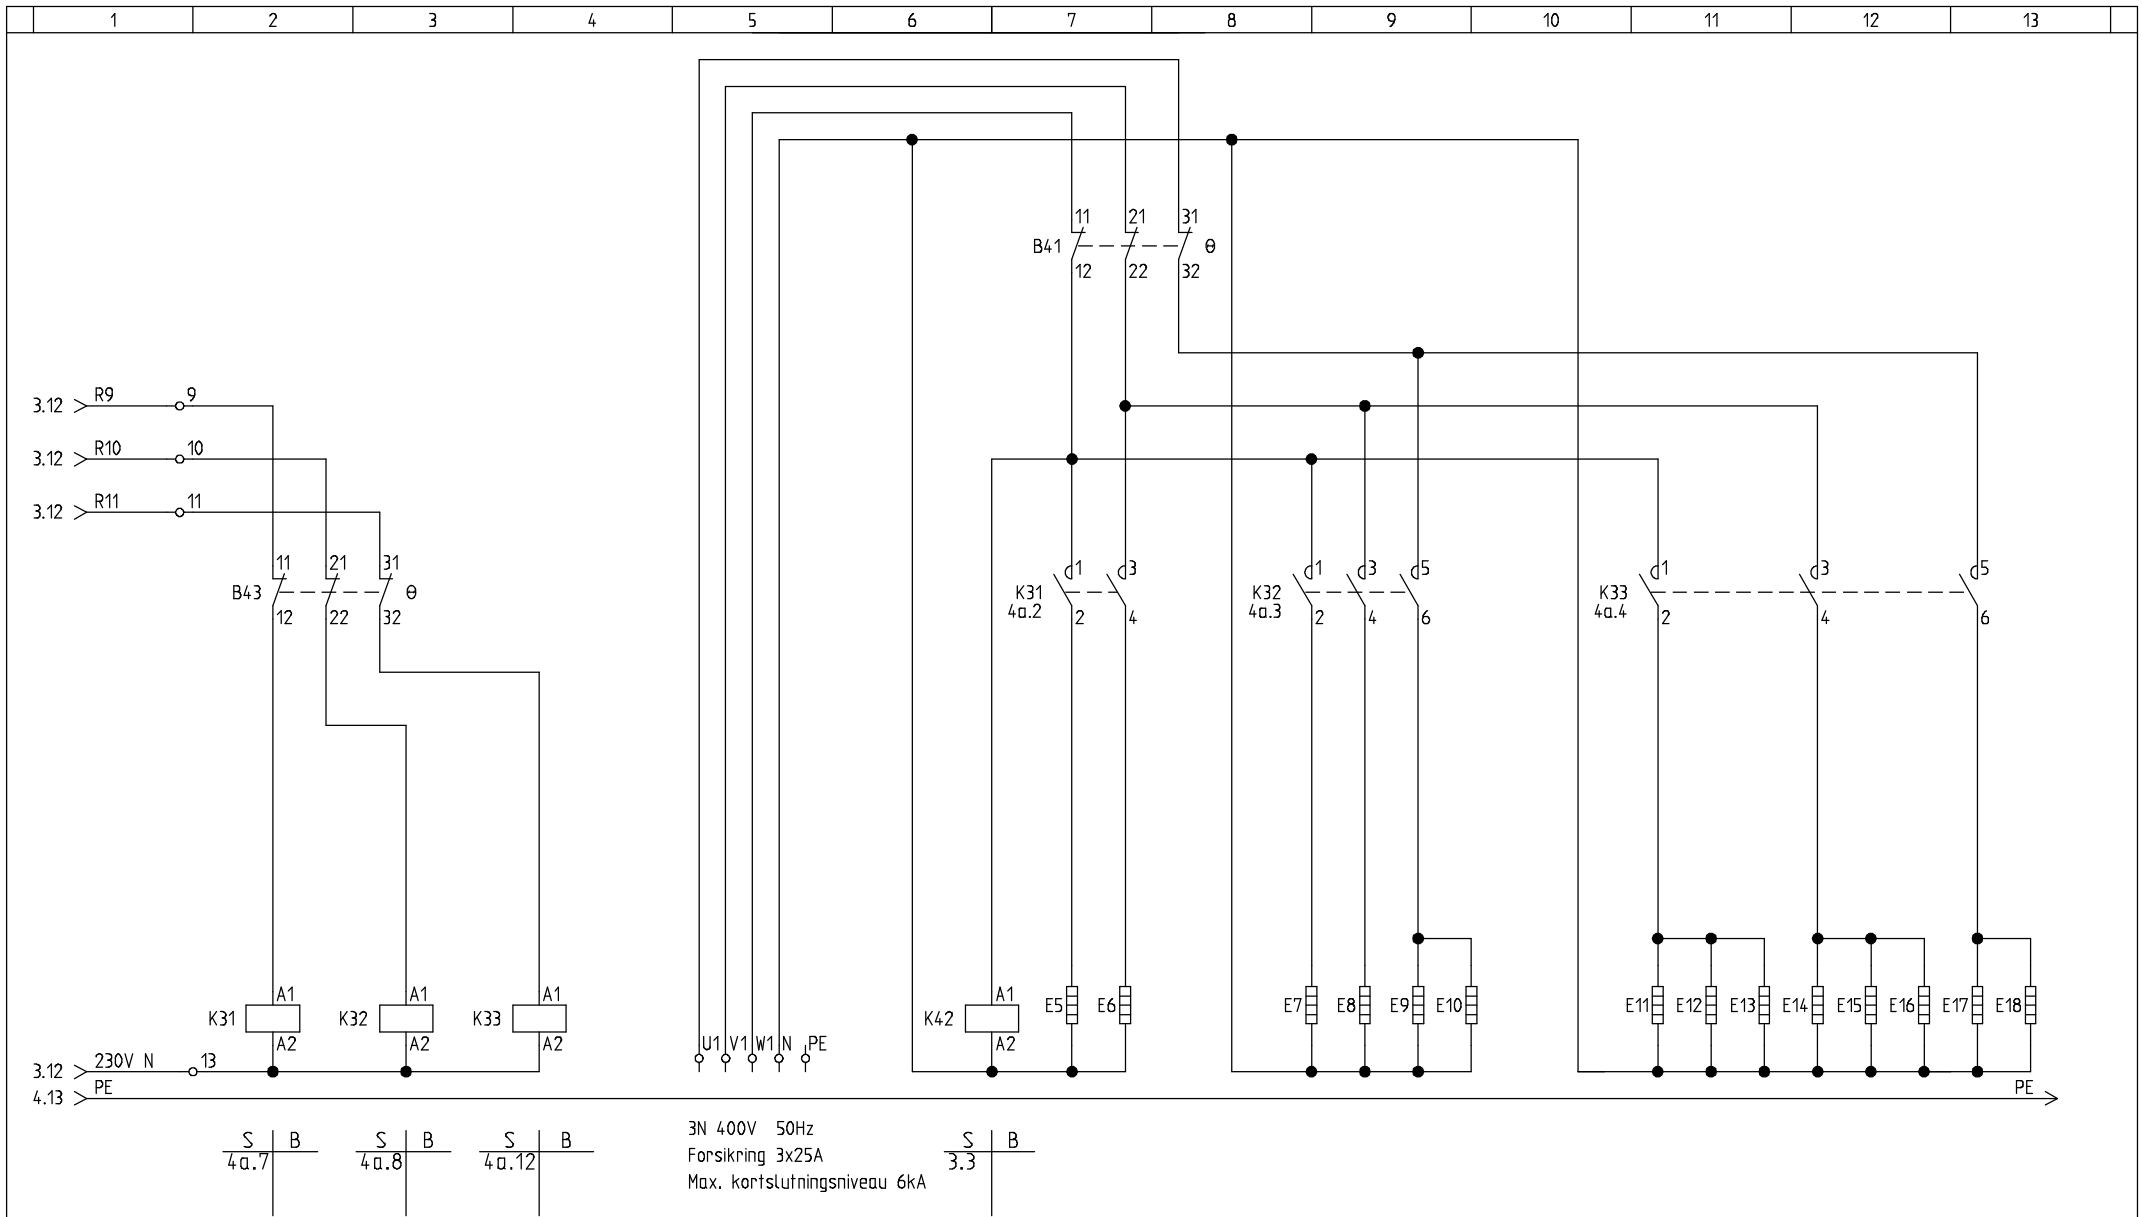 1 2 3 4 5 6 7 8 9 10 11 12 13
11 21 31
B41 θ
12 22 32
3.12 R9 9
3.12 R10 10
3.12 R11 11
11 21 31
B43 θ
12 22 32
1 3
K31
4a.2
2 4
1 3 5
K32
4a.3
2 4 6
1 3 5
K33
4a.4
2 4 6
A1 A1 A1 A1
K31 K32 K33 K42 E5 E6 E7 E8 E9 E10 E11 E12 E13 E14 E15 E16 E17 E18
A2 A2 A2 A2
U1 V1 W1 N PE
3.12 230V N 13
4.13 PE PE
S B S B S B S B
4a.7 4a.8 4a.12 3.3
3N 400V 50Hz
Forsikring 3x25A
Max. kortslutningsniveau 6kA